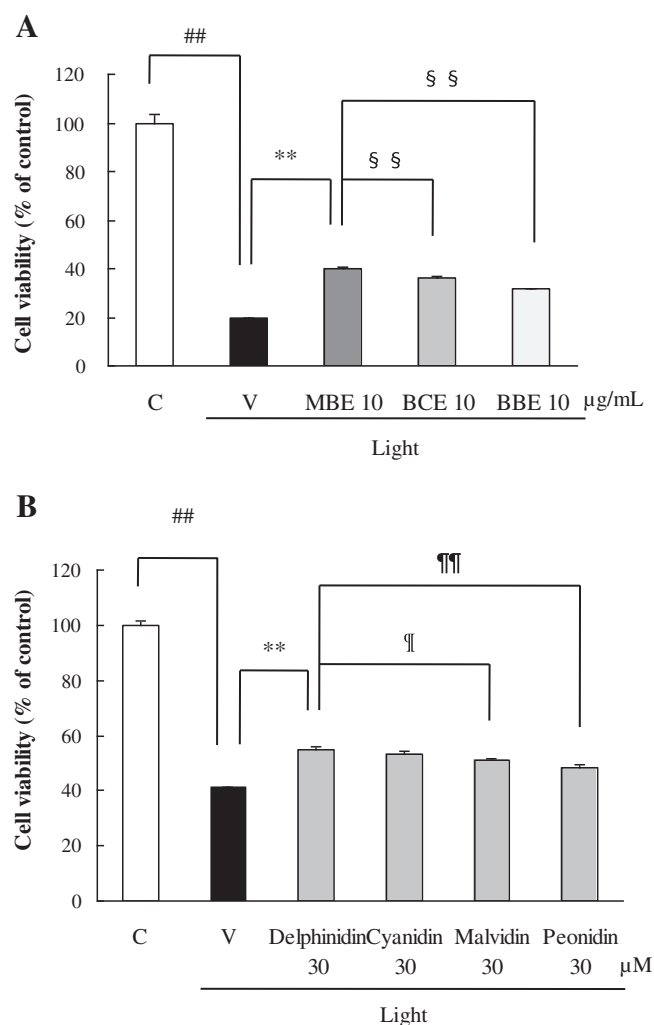 A
##
§ §
** § §
Cell viability (% of control)
120
100
80
60
40
20
0
C V MBE 10 BCE 10 BBE 10 µg/mL
Light
B
##
¶¶
** ¶
Cell viability (% of control)
120
100
80
60
40
20
0
C V Delphinidin Cyanidin Malvidin Peonidin
30 30 30 30 µM
Light